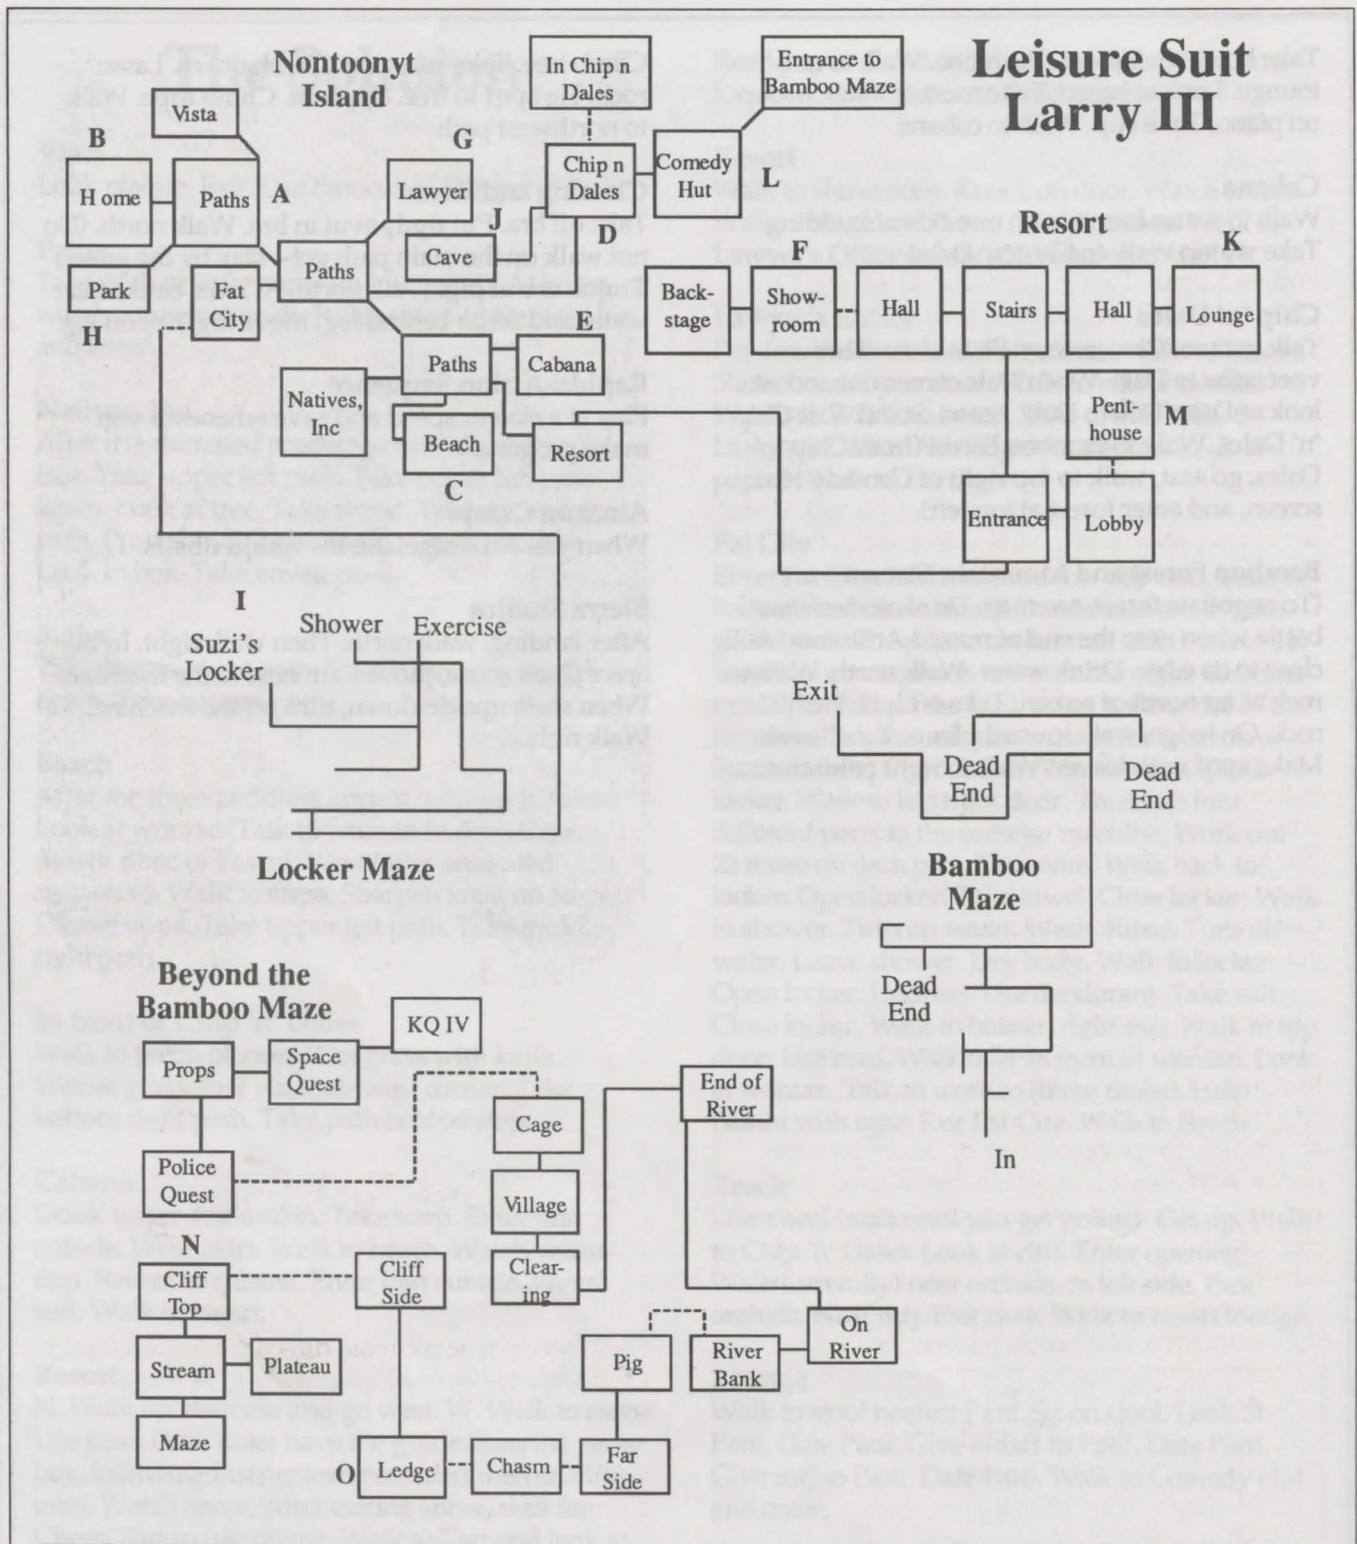 Leisure Suit
Larry III
Nontoonyt
Island
In Chip n
Dales
Entrance to
Bamboo Maze
Vista
B
G
Home
Paths
A
Lawyer
J
Chip n
Dales
Comedy
Hut
L
D
Resort
K
F
Cave
Paths
Park
Fat
City
H
E
Back-
stage
Show-
room
Hall
Stairs
Hall
Lounge
Paths
Cabana
Natives,
Inc
Beach
Resort
C
Pent-
house
M
Entrance
Lobby
I
Shower
Exercise
Suzi's
Locker
Locker Maze
Exit
Dead
End
Dead
End
Bamboo
Maze
Dead
End
In
Beyond the
Bamboo Maze
KQ IV
Props
Space
Quest
Police
Quest
Cage
End of
River
Village
N
Cliff
Top
Cliff
Side
Clear-
ing
Stream
Plateau
Maze
On
River
Pig
River
Bank
O
Ledge
Chasm
Far
Side